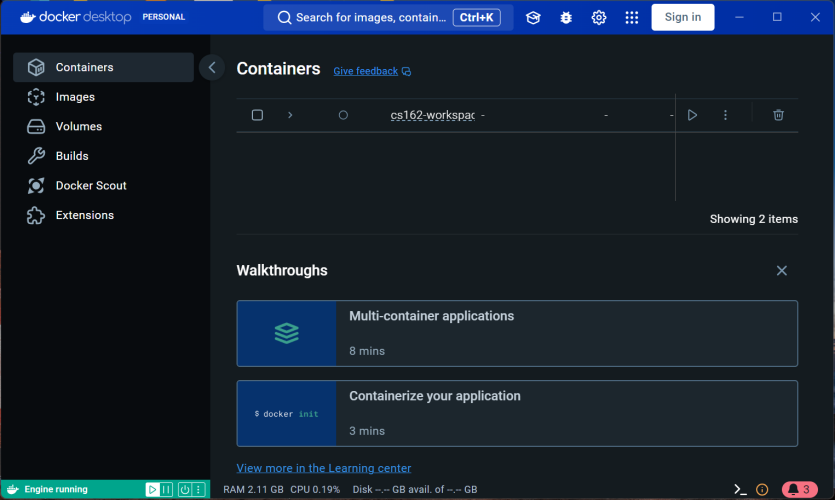 docker desktop PERSONAL
Search for images, contain... Ctrl+K
Sign in
Containers
Images
Volumes
Builds
Docker Scout
Extensions
Containers Give feedback
cs162-workspac - - -
Showing 2 items
Walkthroughs
Multi-container applications
8 mins
$ docker init
Containerize your application
3 mins
View more in the Learning center
Engine running
RAM 2.11 GB CPU 0.19% Disk --.-- GB avail. of --.-- GB
3